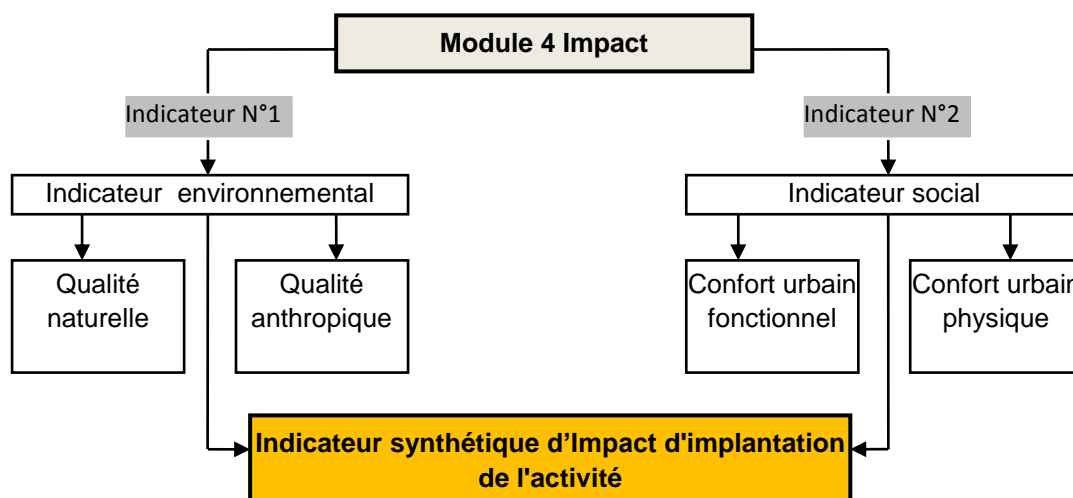 Module 4 Impact
Indicateur N°1
Indicateur N°2
Indicateur environnemental
Indicateur social
Qualité
naturelle
Qualité
anthropique
Confort urbain
fonctionnel
Confort urbain
physique
Indicateur synthétique d’Impact d'implantation
de l'activité